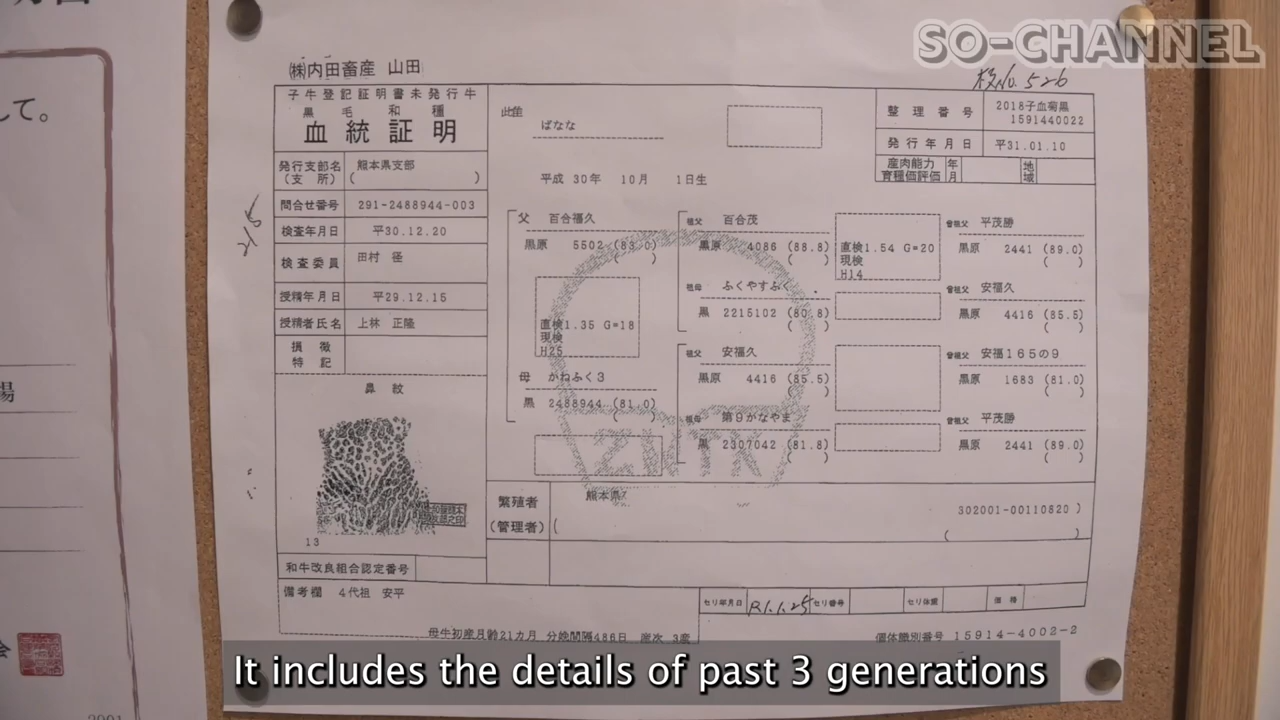 SO-CHANNEL
して。
㈱内田畜産 山田
子牛登記証明書未発行牛
黒毛和種
血統証明
発行支部名 熊本県支部
(支所) ( )
問合せ番号 291-2488944-003
検査年月日 平30.12.20
検査委員 田村
授精年月日 平29.12.15
授精者氏名 上林 正隆
損徴
特記
鼻紋
13
和牛改良組合認定番号
備考欄 4代祖 安平
ばなな
平成 30年 10月 1日生
整理番号 2018子血菊黒
1591440022
発行年月日 平31.01.10
産肉能力
育種価評価
年
月
地
域
父 百合福久
黒原 5502 (83.0)
直検1.35 G=18
現検
H25
母 かねふく3
黒 2488944 (81.0)
祖父 百合茂
黒原 4086 (88.8)
祖母 ふくやすふく
黒 2215102 (80.8)
祖父 安福久
黒原 4416 (85.5)
祖母 第9かなやま
黒 2307042 (81.8)
直検1.54 G=20
現検
H14
曾祖父 平茂勝
黒原 2441 (89.0)
曾祖父 安福久
黒原 4416 (85.5)
曾祖父 安福165の9
黒原 1683 (81.0)
曾祖父 平茂勝
黒原 2441 (89.0)
ZWTK
繁殖者 熊本県
(管理者) (
302001-00110820 )
セリ年月日 R1.1.25 セリ番号 セリ体重 価格
母牛初産月齢21カ月 分娩間隔486日 産次 3産
個体識別番号 15914-4002-2
It includes the details of past 3 generations